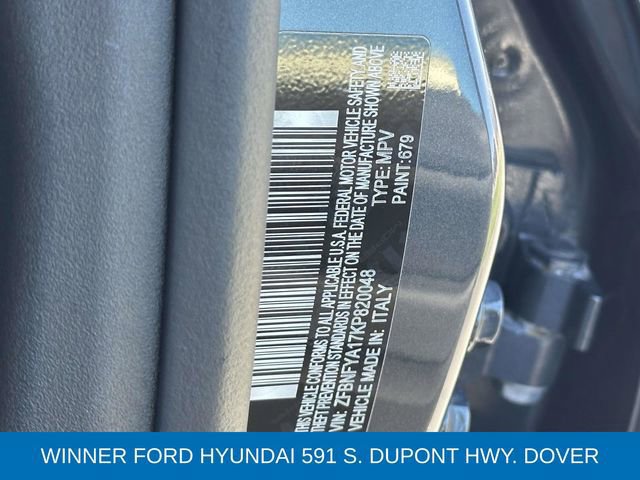 THIS VEHICLE CONFORMS TO ALL APPLICABLE U.S.A. FEDERAL MOTOR VEHICLE SAFETY, AND
THEFT PREVENTION STANDARDS IN EFFECT ON THE DATE OF MANUFACTURE SHOWN ABOVE
VIN: ZFBNFYA17KP820048 TYPE: MPV
VEHICLE MADE IN: ITALY PAINT: 679
WINNER FORD HYUNDAI 591 S. DUPONT HWY. DOVER